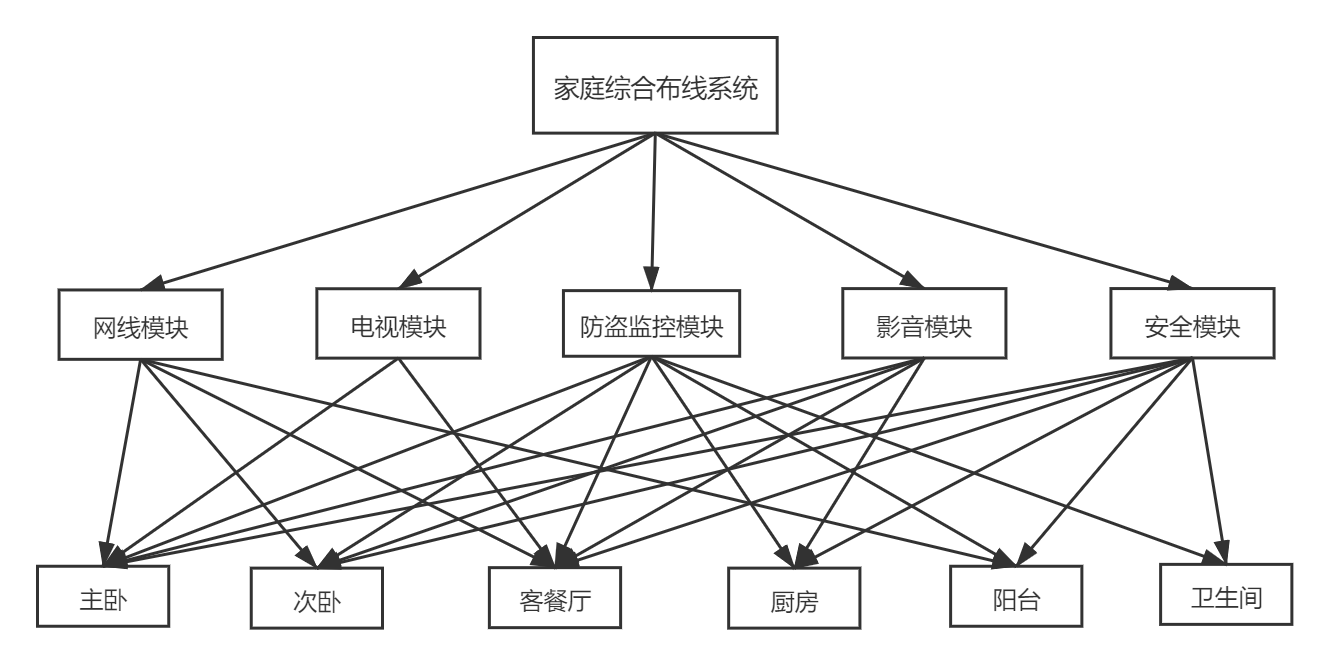 家庭综合布线系统
网线模块
电视模块
防盗监控模块
影音模块
安全模块
主卧
次卧
客餐厅
厨房
阳台
卫生间